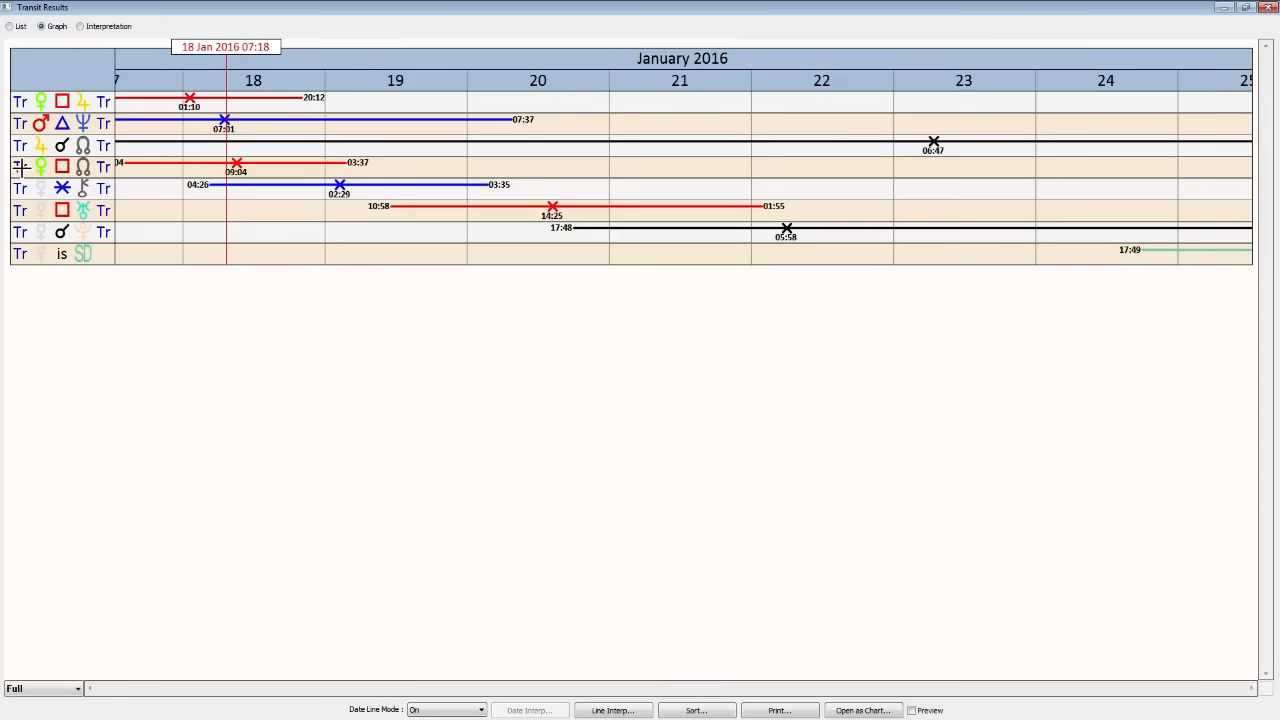 Transit Results
List Graph Interpretation
18 Jan 2016 07:18
January 2016
7 18 19 20 21 22 23 24 25
Tr Tr 01:10 20:12
Tr Tr 07:01 07:37
Tr Tr 06:47
Tr 04 09:04 03:37
Tr Tr 04:26 02:29 03:35
Tr Tr 10:58 14:25 01:55
Tr Tr 17:48 05:58
Tr is SD 17:49
Full
Date Line Mode : On Date Interp... Line Interp... Sort... Print... Open as Chart... Preview